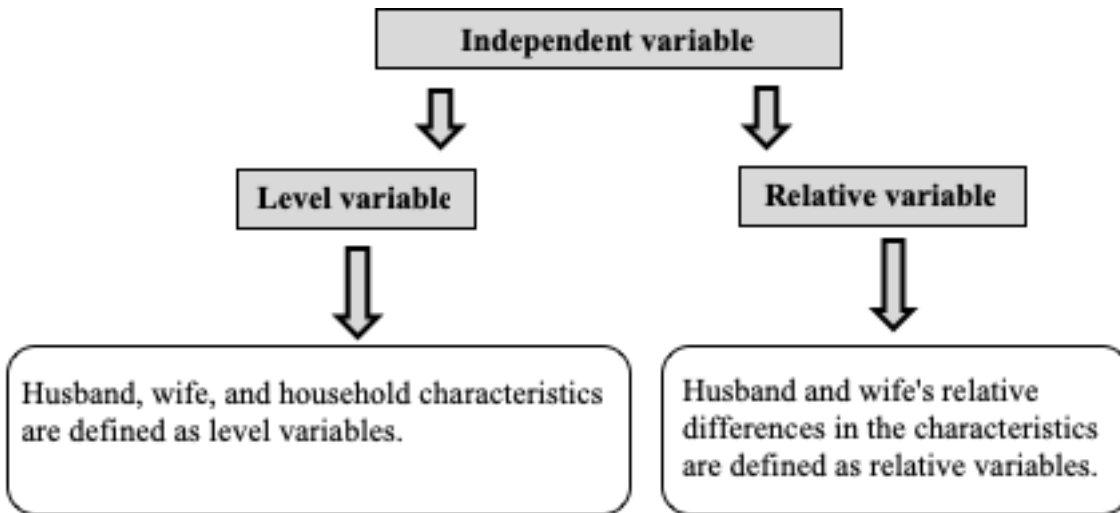 Independent variable
Level variable
Relative variable
Husband, wife, and household characteristics
are defined as level variables.
Husband and wife's relative
differences in the characteristics
are defined as relative variables.